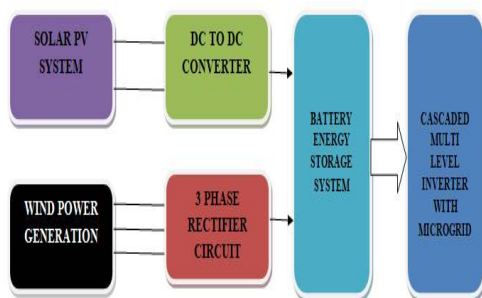 SOLAR PV
SYSTEM
DC TO DC
CONVERTER
BATTERY
ENERGY
STORAGE
SYSTEM
CASCADED
MULTI
LEVEL
INVERTER
WITH
MICROGRID
WIND POWER
GENERATION
3 PHASE
RECTIFIER
CIRCUIT